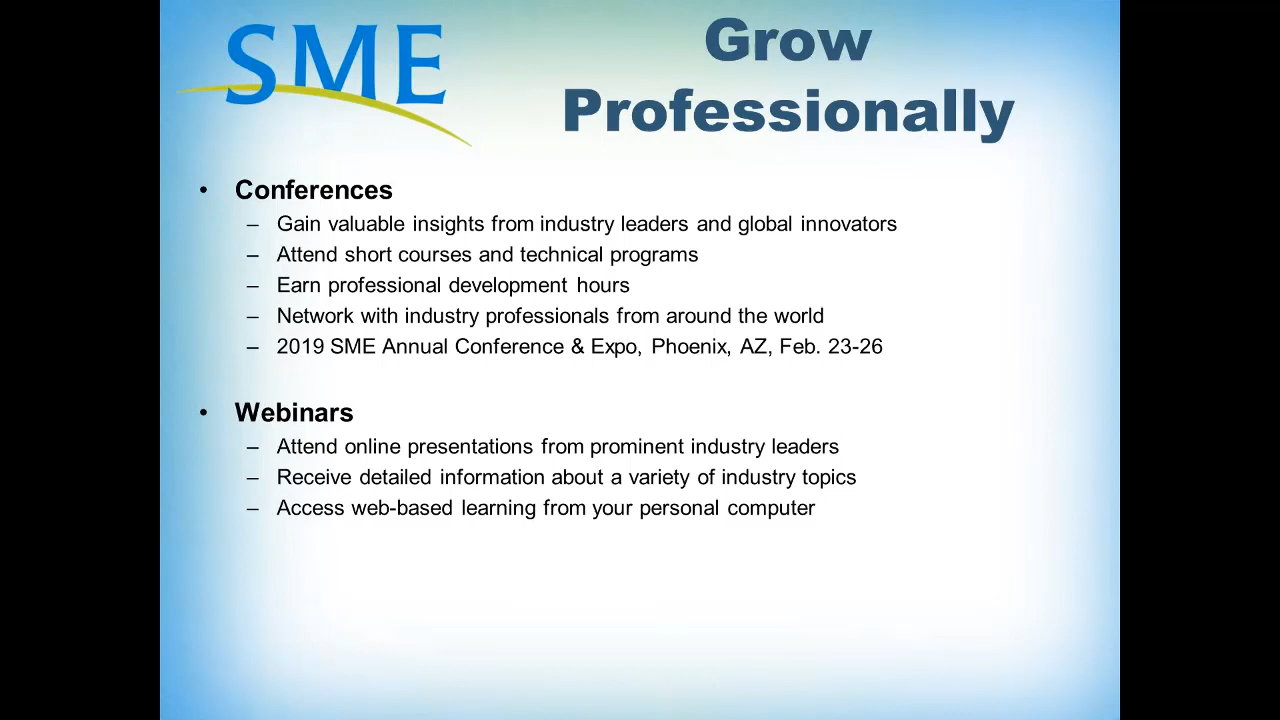 SME
Grow
Professionally
• Conferences
– Gain valuable insights from industry leaders and global innovators
– Attend short courses and technical programs
– Earn professional development hours
– Network with industry professionals from around the world
– 2019 SME Annual Conference & Expo, Phoenix, AZ, Feb. 23-26
• Webinars
– Attend online presentations from prominent industry leaders
– Receive detailed information about a variety of industry topics
– Access web-based learning from your personal computer